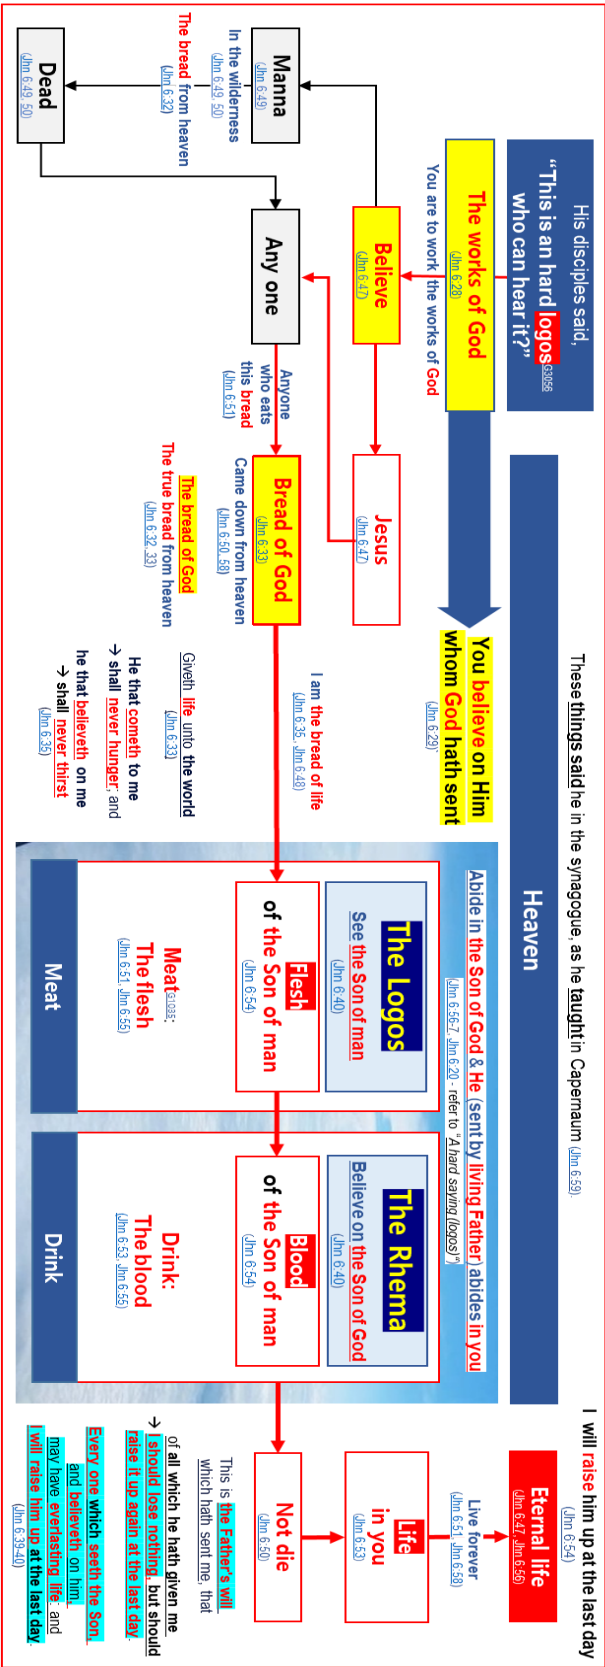 These things said he in the synagogue, as he taught in Capernaum (Jhn 6:59).
I will raise him up at the last day
(Jhn 6:54)
His disciples said,
“This is an hard logosG3056
who can hear it?”
Heaven
Eternal life
(Jhn 6:47, Jhn 6:56)
The works of God
(Jhn 6:28)
You are to work the works of God
You believe on Him
whom God hath sent
(Jhn 6:29)
Abide in the Son of God & He (sent by living Father) abides in you
(Jhn 6:56-7, Jhn 6:20 - refer to “A hard saying (logos)”)
Live forever
(Jhn 6:51, Jhn 6:58)
Believe
(Jhn 6:47)
Jesus
(Jhn 6:47)
The Logos
See the Son of man
(Jhn 6:40)
The Rhema
Believe on the Son of God
(Jhn 6:40)
Life
in you
(Jhn 6:53)
Manna
(Jhn 6:49)
In the wilderness
(Jhn 6:49, 50)
The bread from heaven
(Jhn 6:32)
Dead
(Jhn 6:49, 50)
Any one
Anyone
who eats
this bread
(Jhn 6:51)
Bread of God
(Jhn 6:33)
Came down from heaven
(Jhn 6:50, 58)
The bread of God
The true bread from heaven
(Jhn 6:32, 33)
I am the bread of life
(Jhn 6:35, Jhn 6:48)
Giveth life unto the world
(Jhn 6:33)
He that cometh to me
→ shall never hunger; and
he that believeth on me
→ shall never thirst
(Jhn 6:35)
Flesh
of the Son of man
(Jhn 6:54)
Meat G1035:
The flesh
(Jhn 6:51, Jhn 6:55)
Meat
Blood
of the Son of man
(Jhn 6:54)
Drink:
The blood
(Jhn 6:53, Jhn 6:55)
Drink
Not die
(Jhn 6:50)
This is the Father's will
which hath sent me, that
of all which he hath given me
→ I should lose nothing, but should
raise it up again at the last day.
Every one which seeth the Son,
and believeth on him,
may have everlasting life; and
I will raise him up at the last day.
(Jhn 6:39-40)